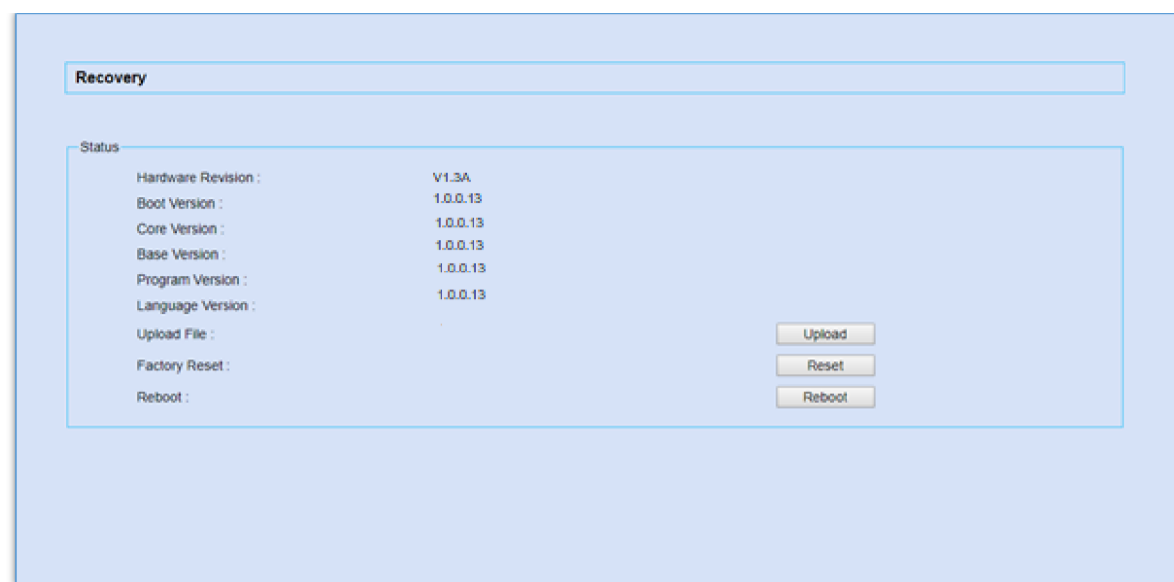 Recovery
Status
Hardware Revision : V1.3A
Boot Version : 1.0.0.13
Core Version : 1.0.0.13
Base Version : 1.0.0.13
Program Version : 1.0.0.13
Language Version : 1.0.0.13
Upload File : Upload
Factory Reset : Reset
Reboot : Reboot